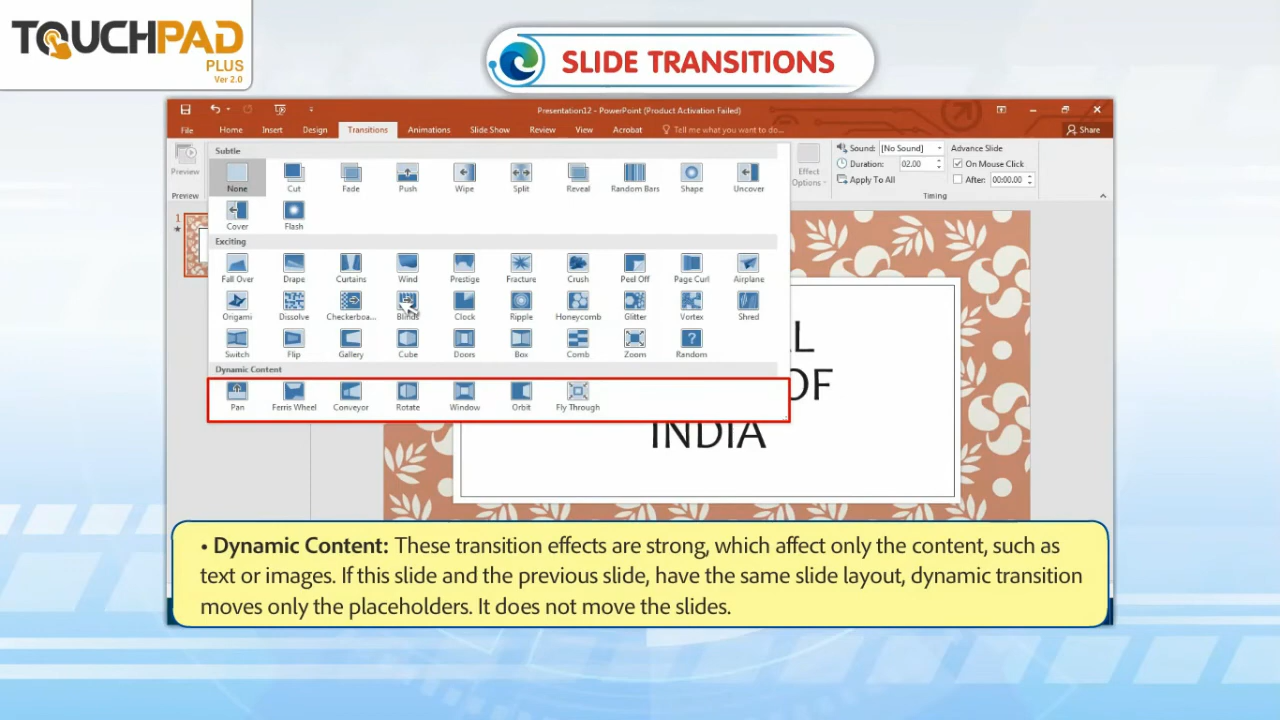 TOUCHPAD
PLUS
Ver 2.0
SLIDE TRANSITIONS
Presentation12 - PowerPoint (Product Activation Failed)
File Home Insert Design Transitions Animations Slide Show Review View Acrobat Tell me what you want to do... Share
Preview
Preview
Subtle
None Cut Fade Push Wipe Split Reveal Random Bars Shape Uncover
Cover Flash
Exciting
Fall Over Drape Curtains Wind Prestige Fracture Crush Peel Off Page Curl Airplane
Origami Dissolve Checkerboa... Blinds Clock Ripple Honeycomb Glitter Vortex Shred
Switch Flip Gallery Cube Doors Box Comb Zoom Random
Dynamic Content
Pan Ferris Wheel Conveyor Rotate Window Orbit Fly Through
Effect
Options
Sound: [No Sound] Advance Slide
Duration: 02.00 On Mouse Click
Apply To All After: 00:00.00
Timing
1
L
OF
INDIA
• Dynamic Content: These transition effects are strong, which affect only the content, such as
text or images. If this slide and the previous slide, have the same slide layout, dynamic transition
moves only the placeholders. It does not move the slides.